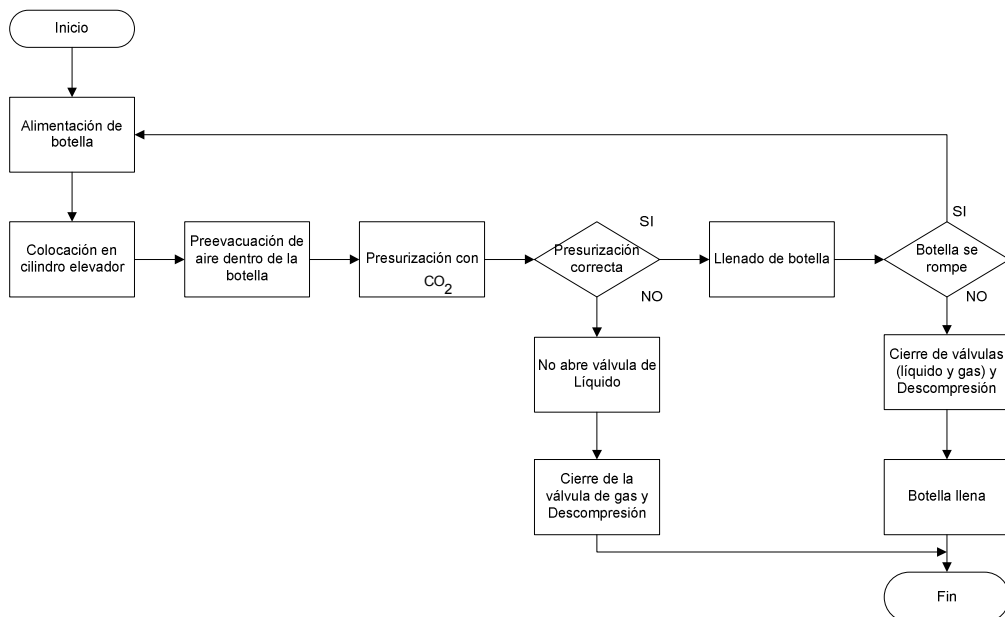 Inicio
Alimentación de
botella
Colocación en
cilindro elevador
Preevacuación de
aire dentro de la
botella
Presurización con
CO2
Presurización
correcta
SI
NO
Llenado de botella
Botella se
rompe
SI
NO
No abre válvula de
Líquido
Cierre de la
válvula de gas y
Descompresión
Cierre de válvulas
(líquido y gas) y
Descompresión
Botella llena
Fin